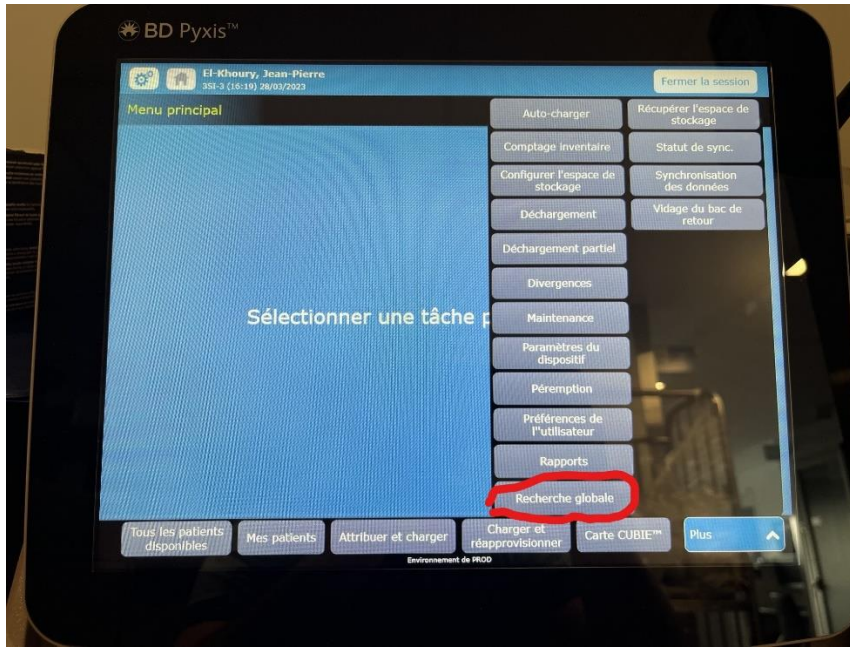 BD Pyxis™
El-Khoury, Jean-Pierre
3SI-3 (16:19) 28/03/2023
Fermer la session
Menu principal
Auto-charger
Récupérer l'espace de
stockage
Comptage inventaire
Statut de sync.
Configurer l'espace de
stockage
Synchronisation
des données
Déchargement
Vidage du bac de
retour
Déchargement partiel
Divergences
Sélectionner une tâche p
Maintenance
Paramètres du
dispositif
Péremption
Préférences de
l''utilisateur
Rapports
Recherche globale
Tous les patients
disponibles
Mes patients
Attribuer et charger
Charger et
réapprovisionner
Carte CUBIE™
Plus
Environnement de PROD